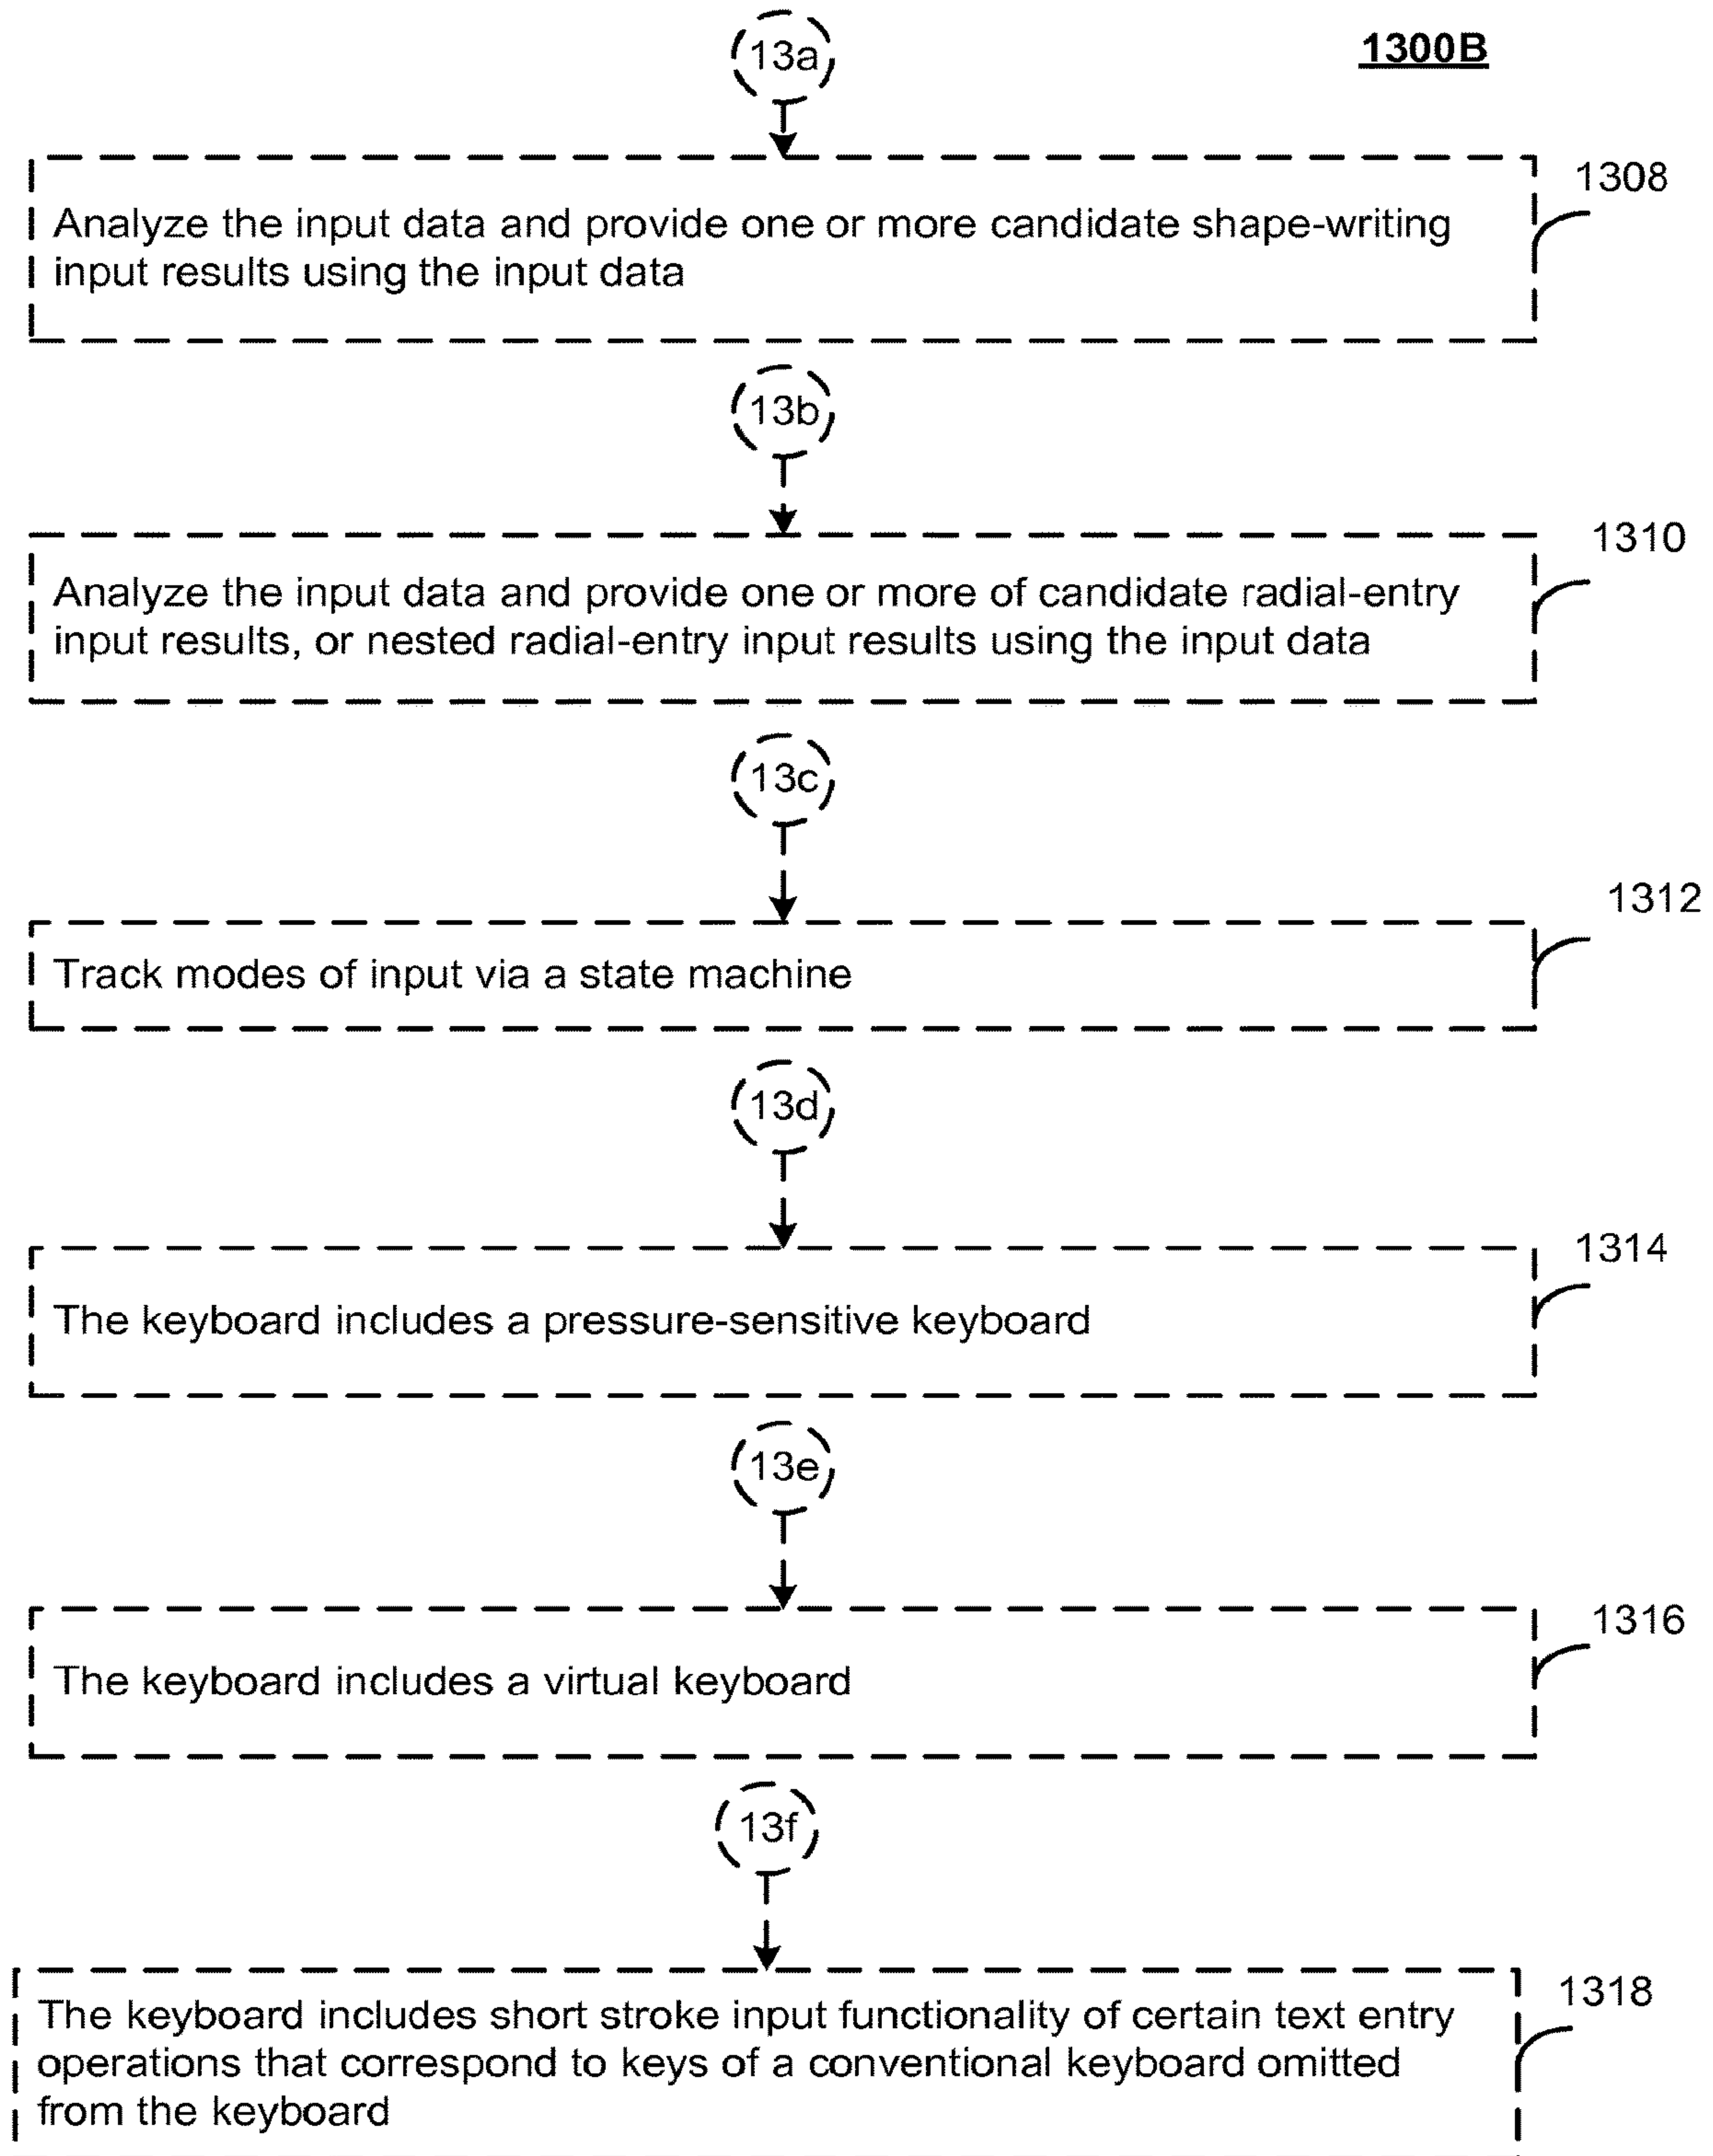 1300B
13a
1308
Analyze the input data and provide one or more candidate shape-writing
input results using the input data
13b
1310
Analyze the input data and provide one or more of candidate radial-entry
input results, or nested radial-entry input results using the input data
13c
1312
Track modes of input via a state machine
13d
1314
The keyboard includes a pressure-sensitive keyboard
13e
1316
The keyboard includes a virtual keyboard
13f
1318
The keyboard includes short stroke input functionality of certain text entry
operations that correspond to keys of a conventional keyboard omitted
from the keyboard